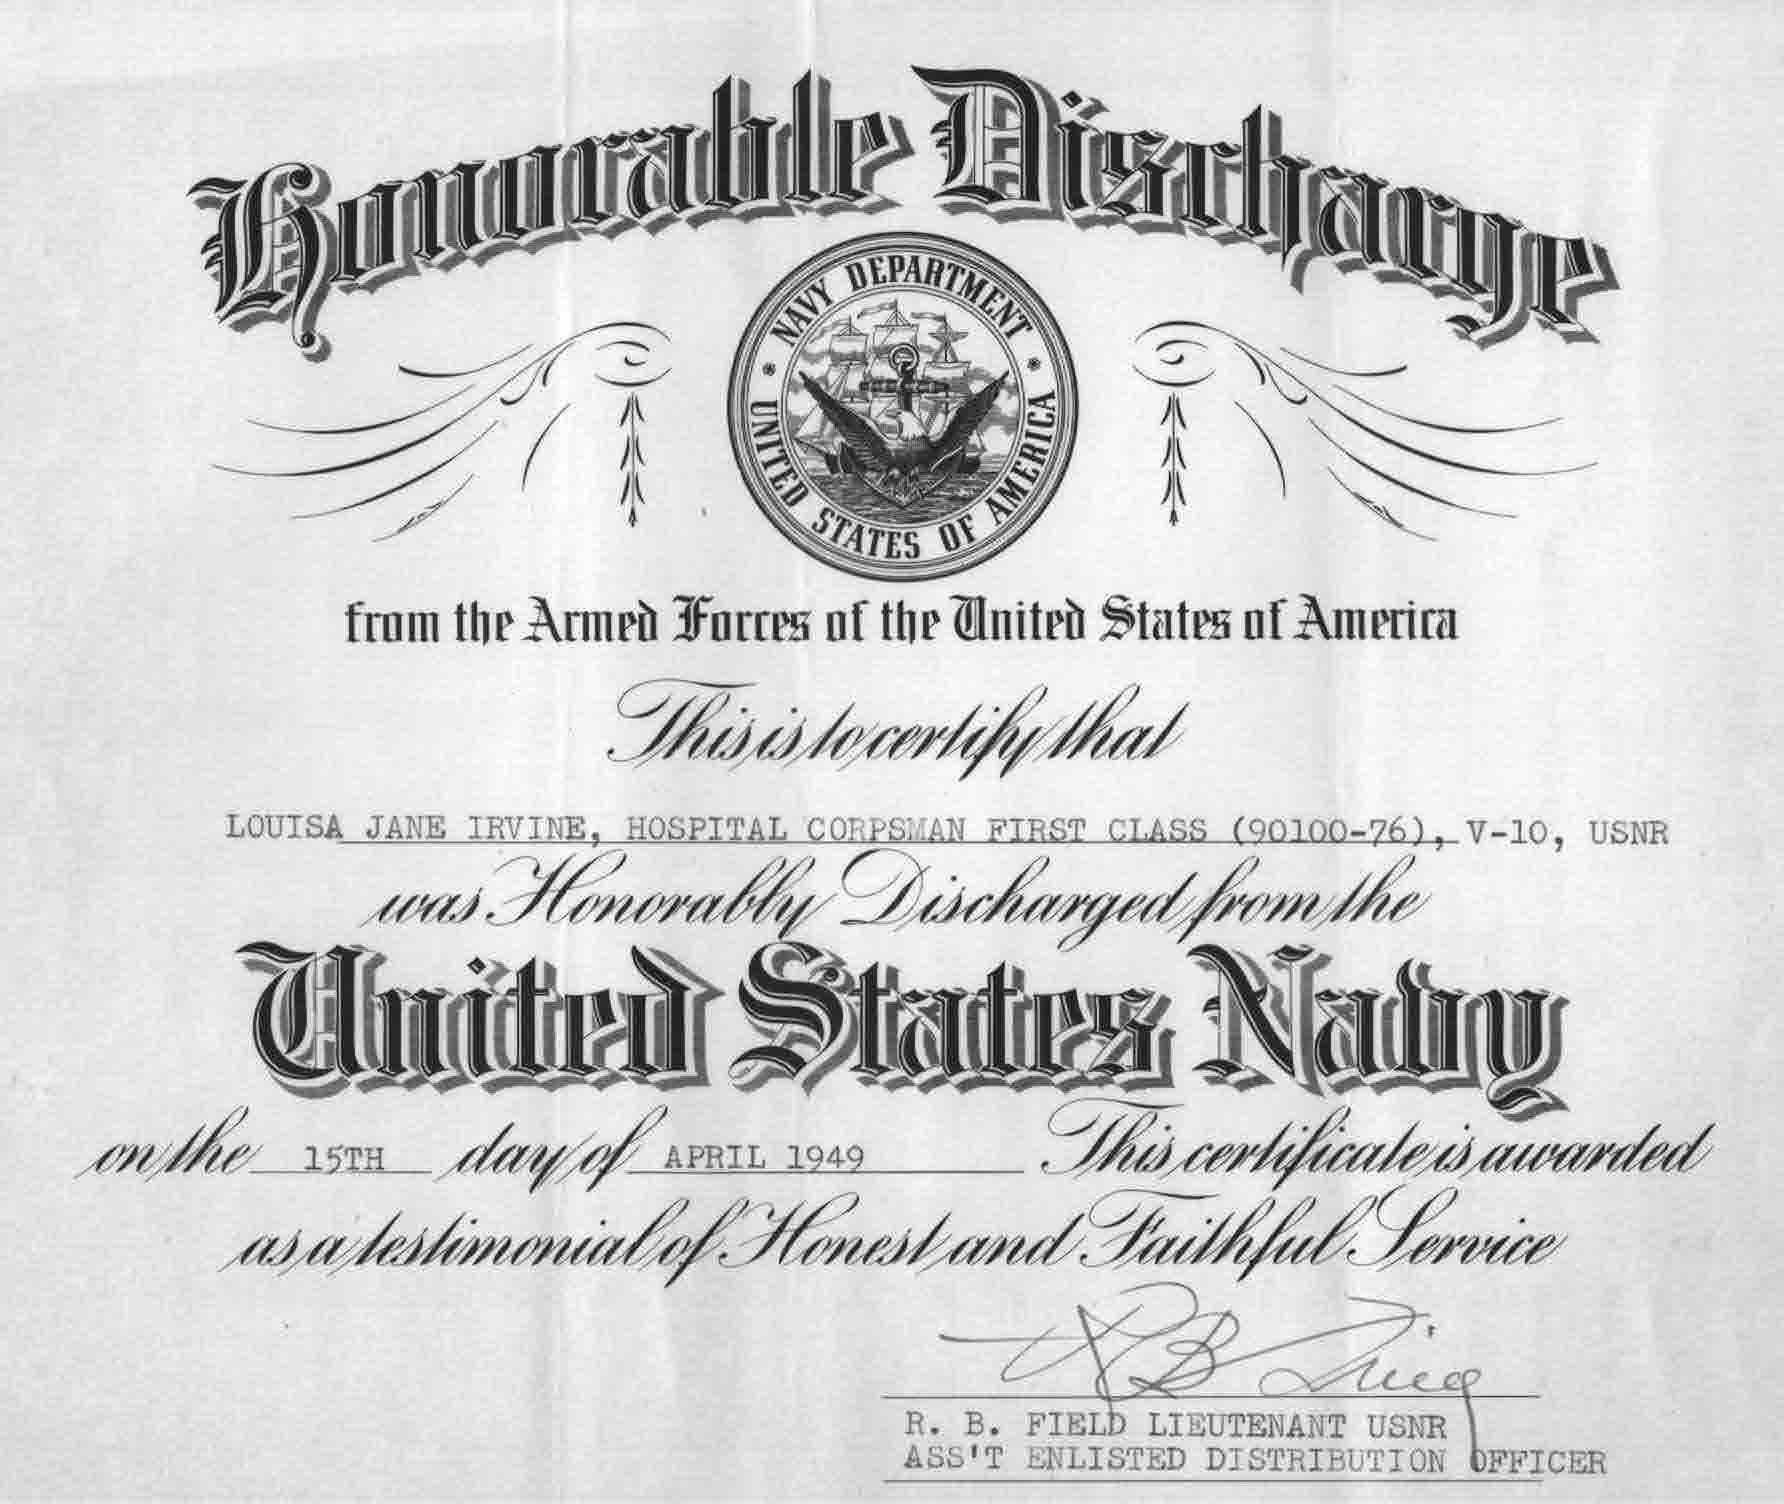 Honorable Discharge
NAVY DEPARTMENT
UNITED STATES OF AMERICA
from the Armed Forces of the United States of America
This is to certify that
LOUISA JANE IRVINE, HOSPITAL CORPSMAN FIRST CLASS (90100-76), V-10, USNR
was Honorably Discharged from the
United States Navy
on the 15TH day of APRIL 1949 This certificate is awarded
as a testimonial of Honest and Faithful Service
R. B. FIELD LIEUTENANT USNR
ASS'T ENLISTED DISTRIBUTION OFFICER